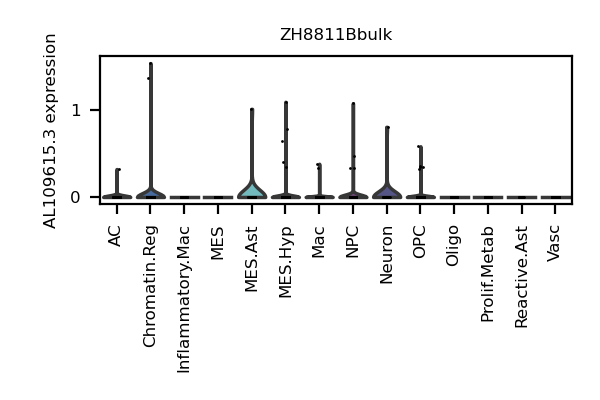 ZH8811Bbulk
AL109615.3 expression
1
0
AC
Chromatin.Reg
Inflammatory.Mac
MES
MES.Ast
MES.Hyp
Mac
NPC
Neuron
OPC
Oligo
Prolif.Metab
Reactive.Ast
Vasc